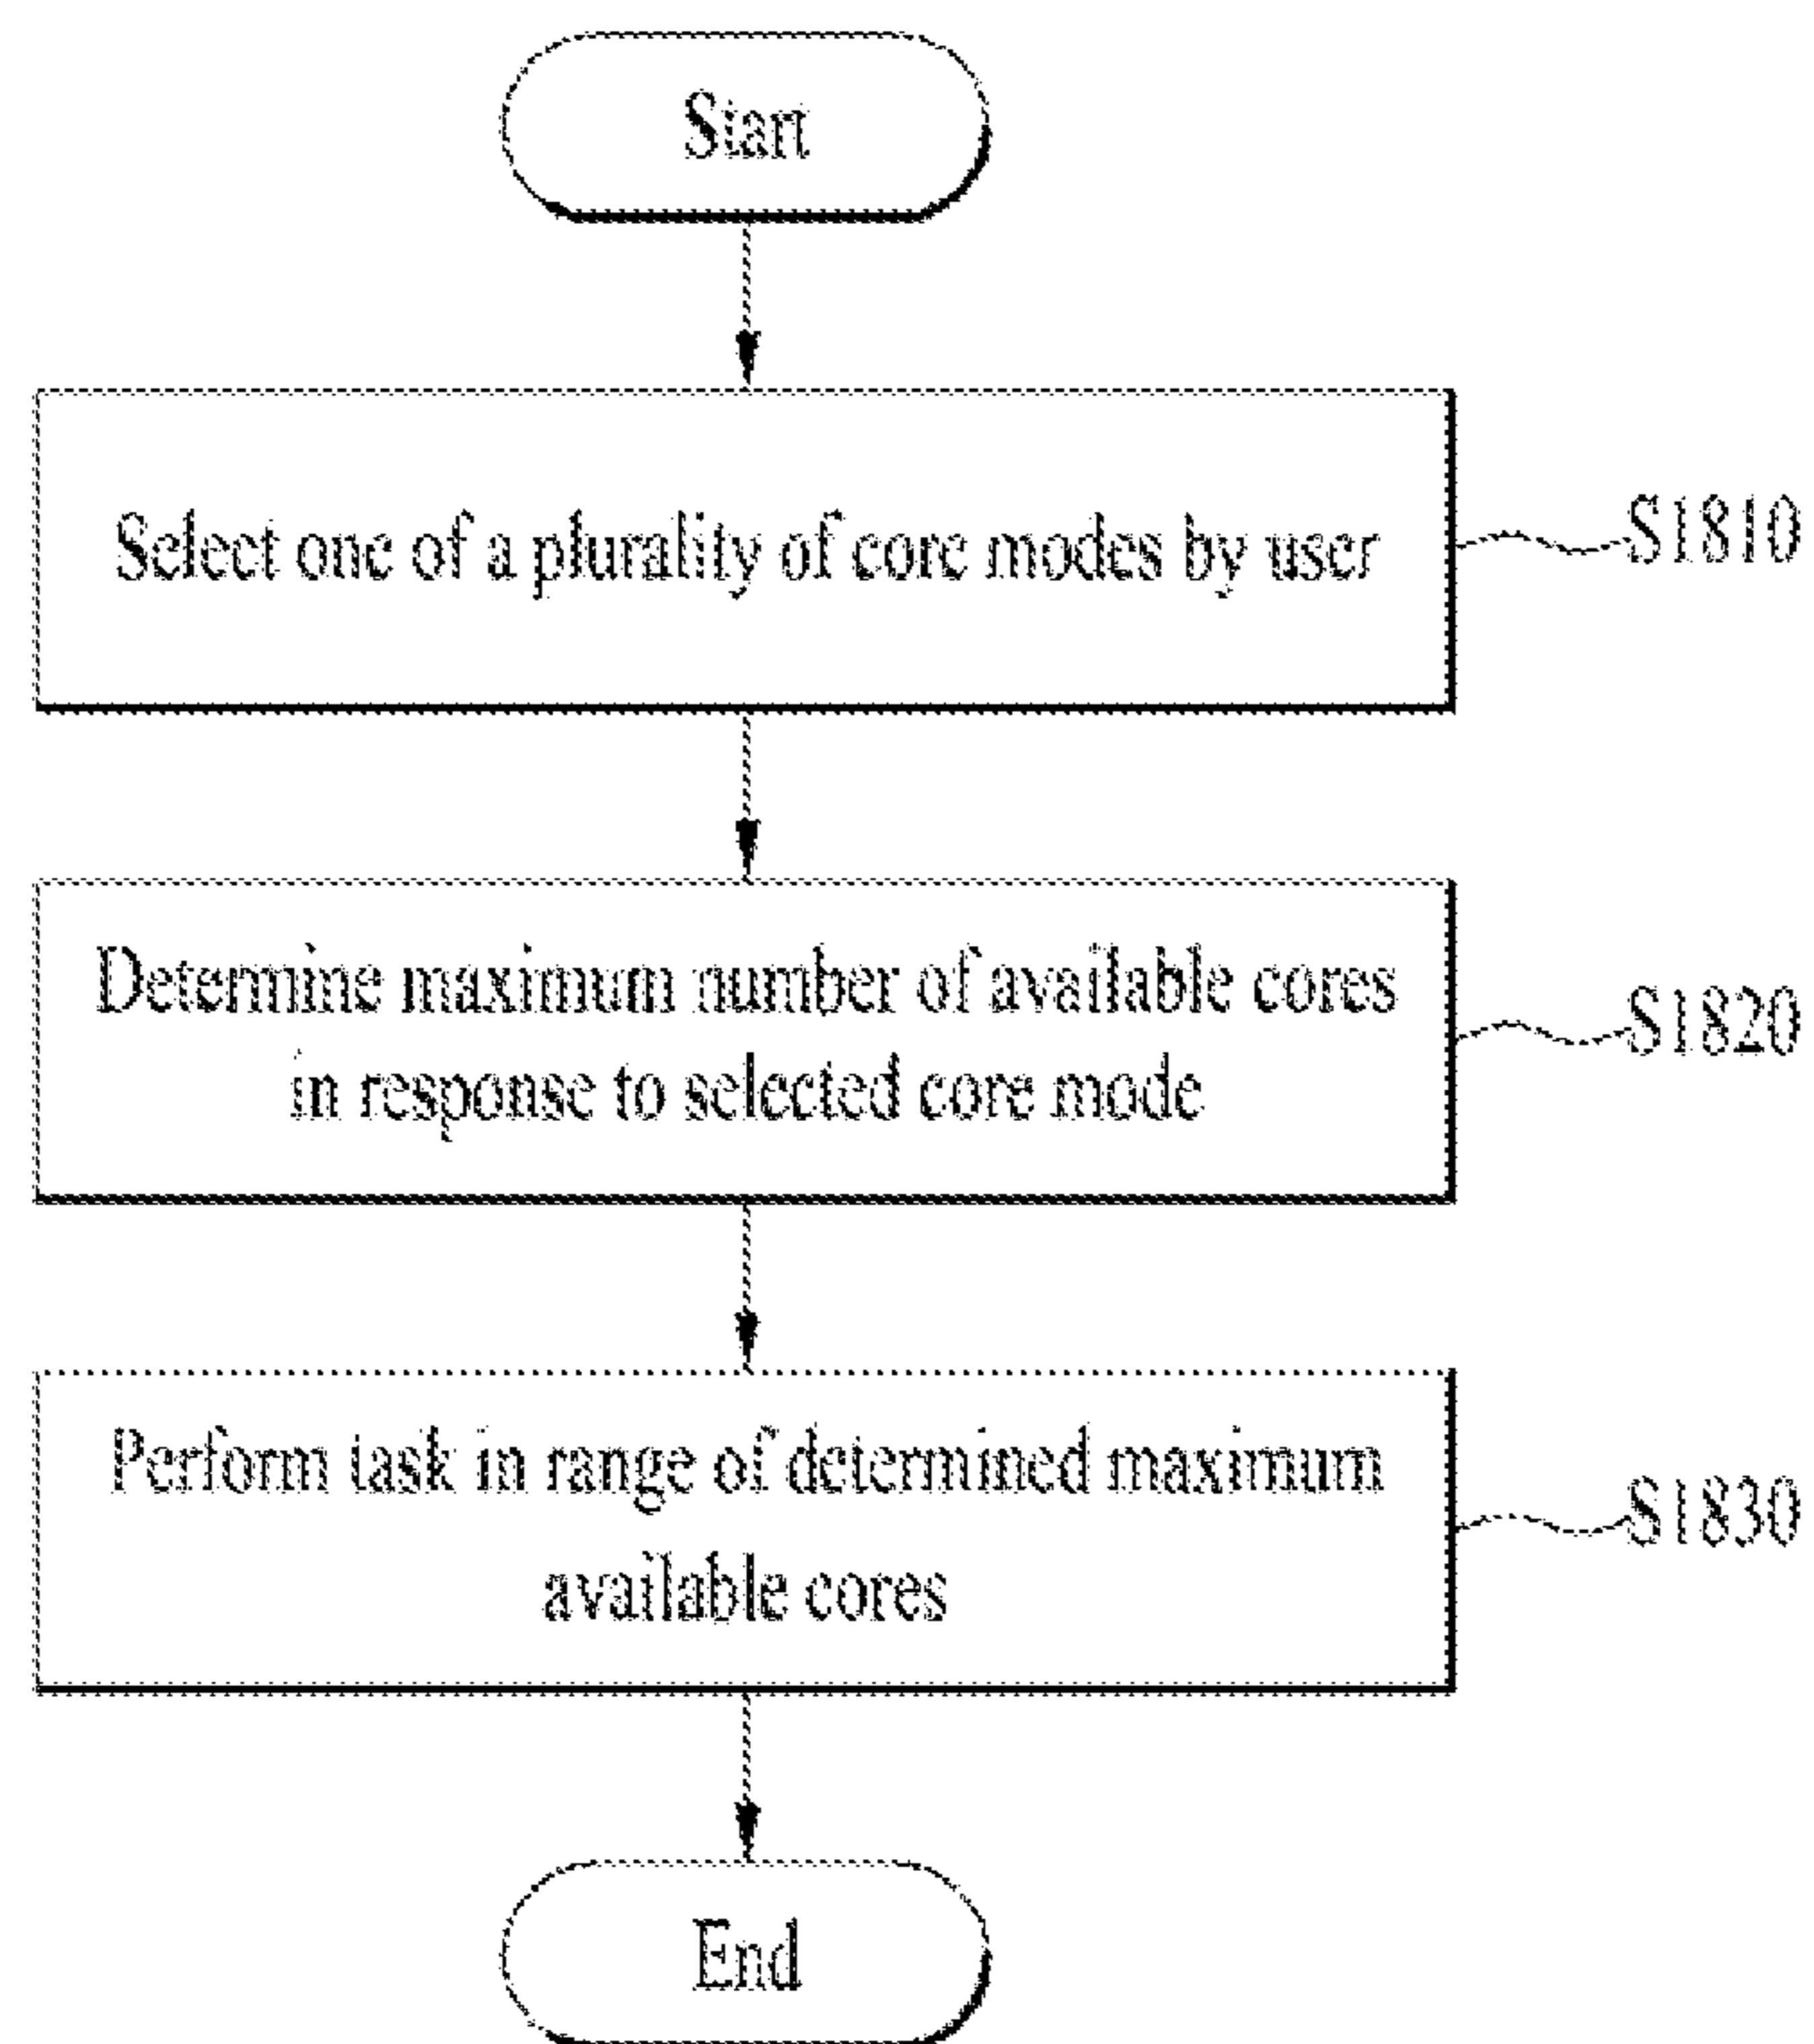 Start
Select one of a plurality of core modes by user
S1810
Determine maximum number of available cores
in response to selected core mode
S1820
Perform task in range of determined maximum
available cores
S1830
End